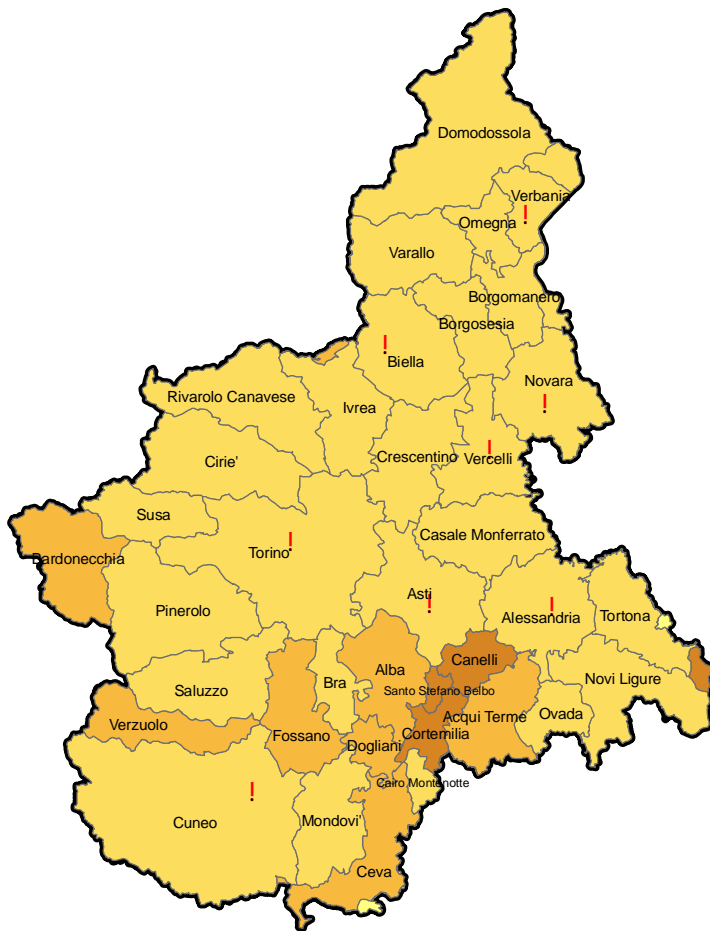 Domodossola
Verbania
!
Omegna
Varallo
Borgomanero
Borgosesia
!
Biella
Novara
!
Rivarolo Canavese
Ivrea
Crescentino
!
Vercelli
Cirie'
Susa
Casale Monferrato
!
Torino
Bardonecchia
Asti
!
Pinerolo
!
Alessandria
Tortona
Canelli
Alba
Bra
Saluzzo
Santo Stefano Belbo
Novi Ligure
Verzuolo
Acqui Terme
Ovada
Fossano
Cortemilia
Dogliani
Cairo Montenotte
!
Cuneo
Mondovi'
Ceva